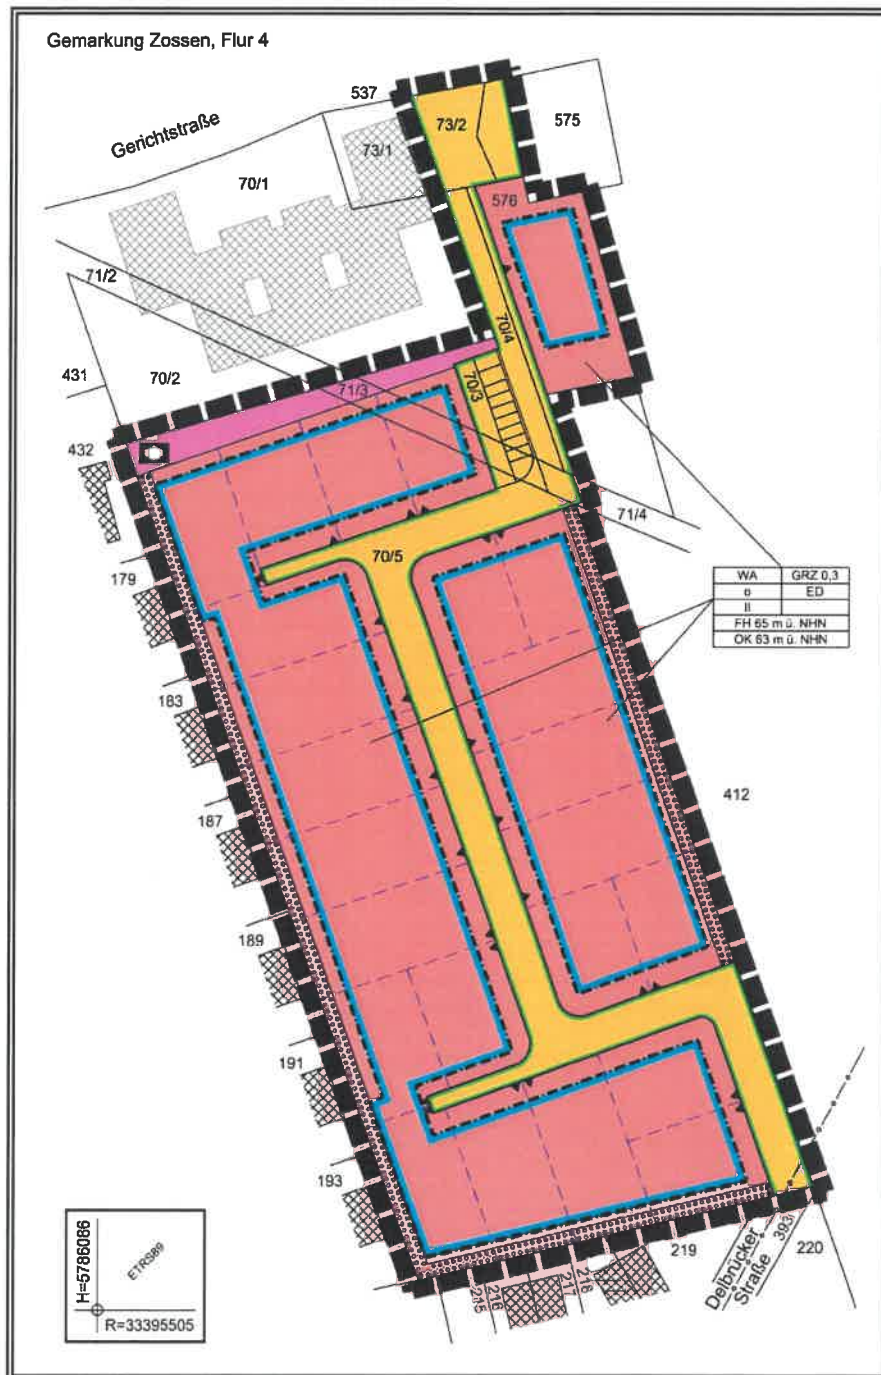 Gemarkung Zossen, Flur 4
537
Gerichtstraße
73/2
575
73/1
70/1
576
71/2
70/4
431
70/2
71/3
70/3
432
71/4
70/5
179
WA GRZ 0,3
o ED
II
FH 65 m ü. NHN
OK 63 m ü. NHN
183
412
187
189
191
193
H=5786086
ETRS89
R=33395505
215
216
217
216
219
Delbrücker
Straße
393
220